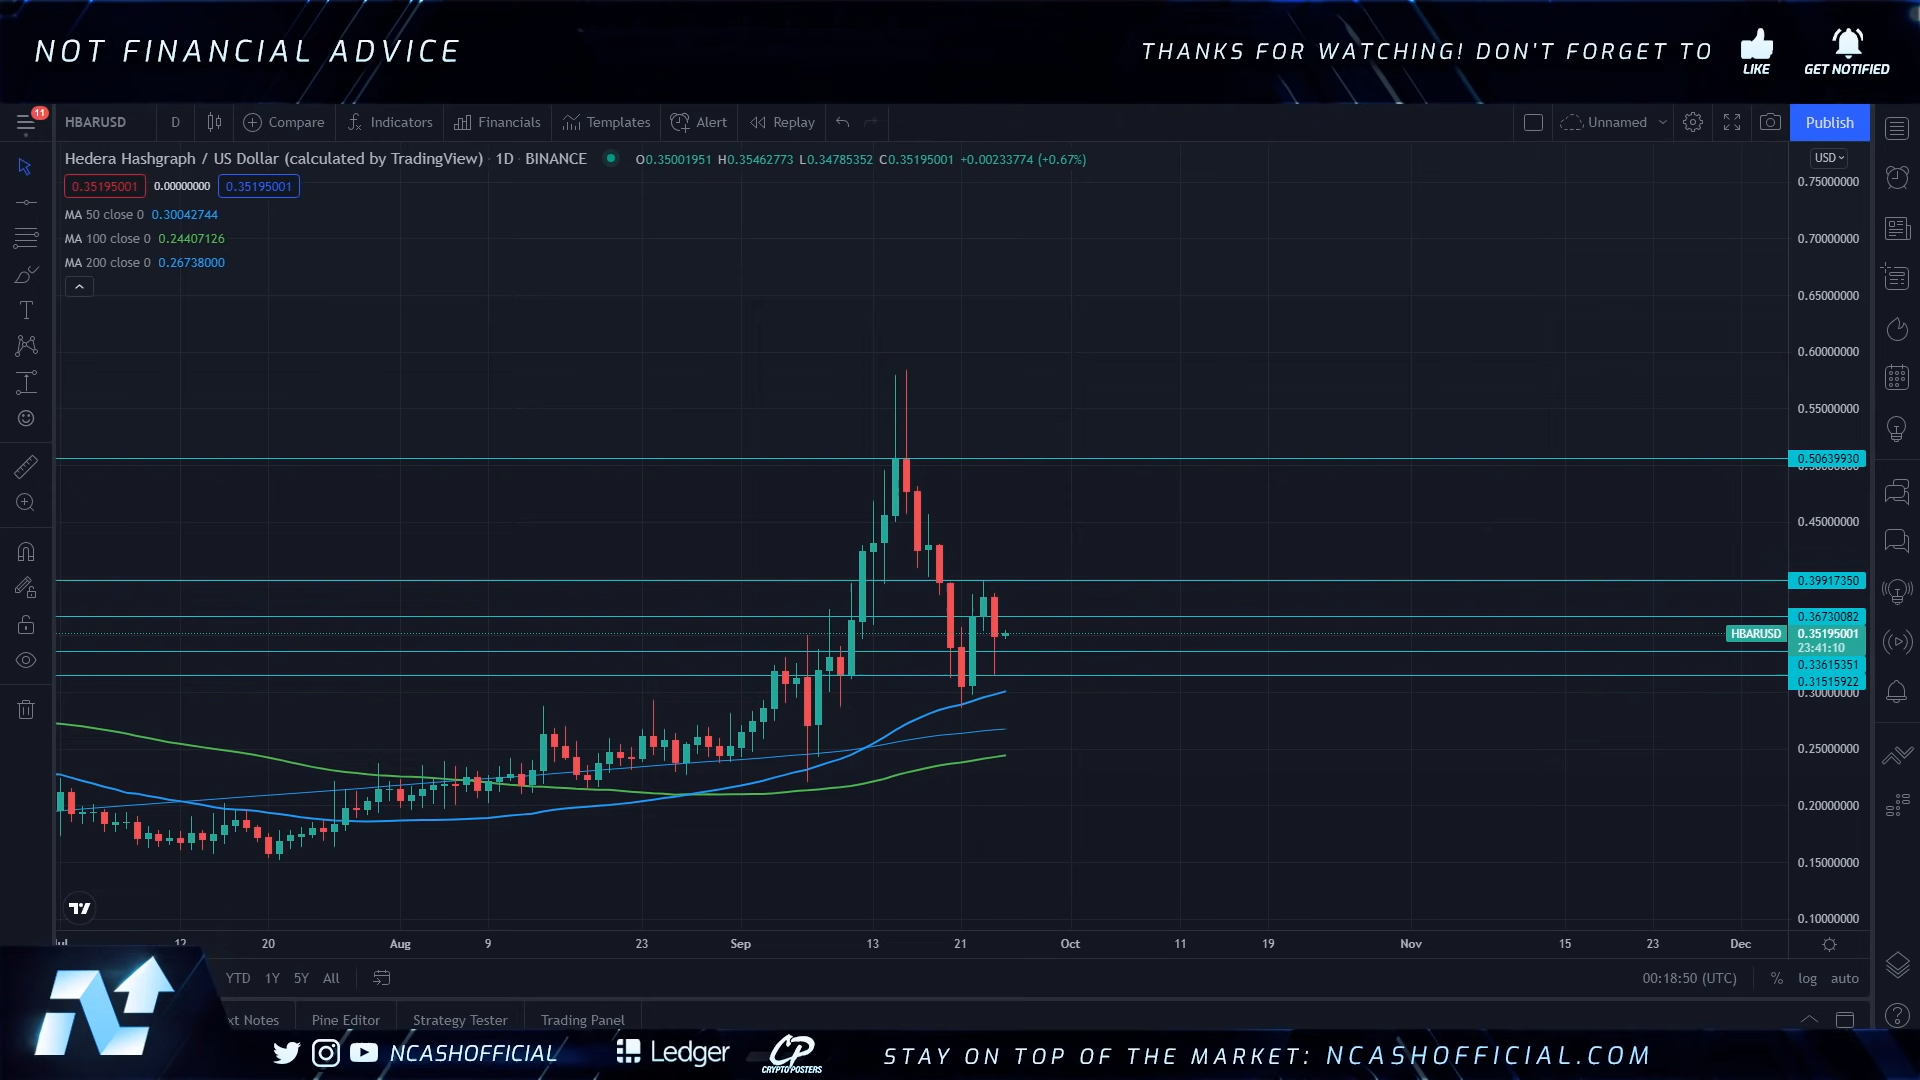 NOT FINANCIAL ADVICE
THANKS FOR WATCHING! DON'T FORGET TO
LIKE
GET NOTIFIED
11
HBARUSD D Compare Indicators Financials Templates Alert Replay Unnamed Publish
Hedera Hashgraph / US Dollar (calculated by TradingView) · 1D · BINANCE O0.35001951 H0.35462773 L0.34785352 C0.35195001 +0.00233774 (+0.67%)
USD
0.35195001 0.00000000 0.35195001
MA 50 close 0 0.30042744
MA 100 close 0 0.24407126
MA 200 close 0 0.26738000
0.75000000
0.70000000
0.65000000
0.60000000
0.55000000
0.50639930
0.45000000
0.39917350
0.36730082
HBARUSD 0.35195001
23:41:10
0.33615351
0.31515922
0.30000000
0.25000000
0.20000000
0.15000000
0.10000000
12 20 Aug 9 23 Sep 13 21 Oct 11 19 Nov 15 23 Dec
YTD 1Y 5Y All 00:18:50 (UTC) % log auto
xt Notes Pine Editor Strategy Tester Trading Panel
NCASHOFFICIAL
Ledger
CP
CRYPTOPOSTERS
STAY ON TOP OF THE MARKET: NCASHOFFICIAL.COM